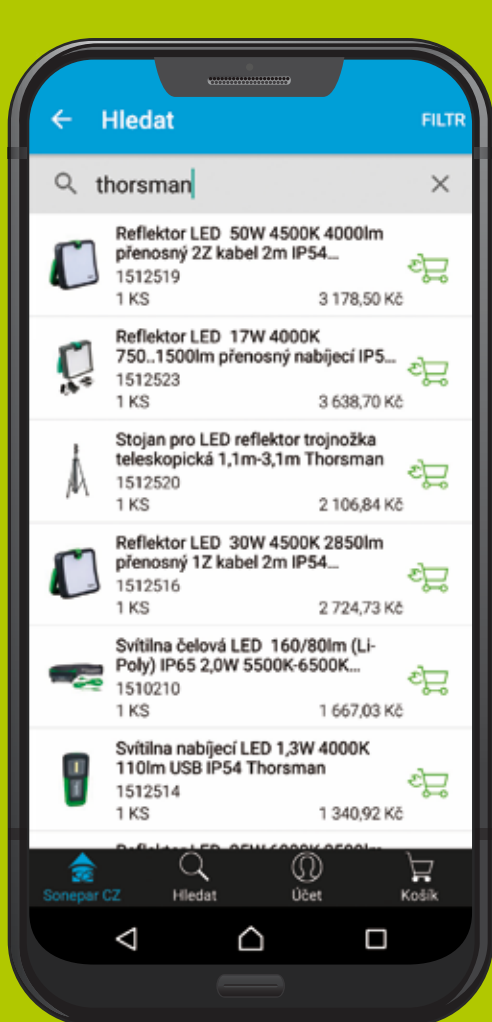 Hledat
FILTR
thorsman
Reflektor LED 50W 4500K 4000lm
přenosný 2Z kabel 2m IP54...
1512519
1 KS
3 178,50 Kč
Reflektor LED 17W 4000K
750..1500lm přenosný nabíjecí IP5...
1512523
1 KS
3 638,70 Kč
Stojan pro LED reflektor trojnožka
teleskopická 1,1m-3,1m Thorsman
1512520
1 KS
2 106,84 Kč
Reflektor LED 30W 4500K 2850lm
přenosný 1Z kabel 2m IP54...
1512516
1 KS
2 724,73 Kč
Svítilna čelová LED 160/80lm (Li-
Poly) IP65 2,0W 5500K-6500K...
1510210
1 KS
1 667,03 Kč
Svítilna nabíjecí LED 1,3W 4000K
110lm USB IP54 Thorsman
1512514
1 KS
1 340,92 Kč
Reflektor LED
Sonepar CZ
Hledat
Účet
Košík